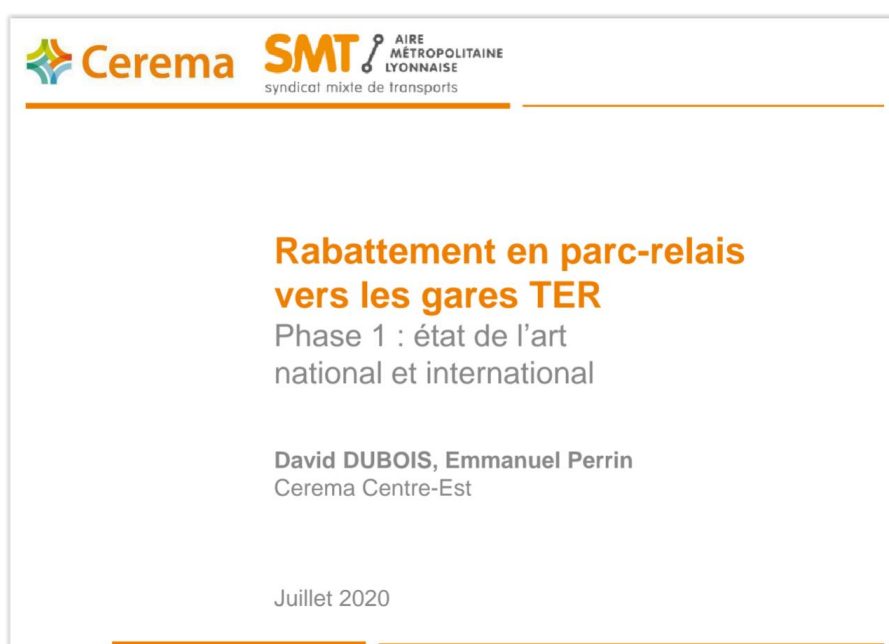 Cerema
SMT
AIRE
MÉTROPOLITAINE
LYONNAISE
syndicat mixte de transports
Rabattement en parc-relais
vers les gares TER
Phase 1 : état de l’art
national et international
David DUBOIS, Emmanuel Perrin
Cerema Centre-Est
Juillet 2020